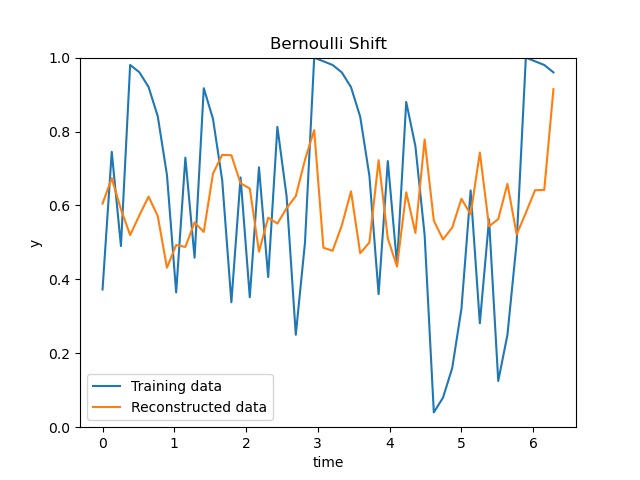 Bernoulli Shift
1.0
0.8
0.6
0.4
0.2
0.0
y
Training data
Reconstructed data
0 1 2 3 4 5 6
time